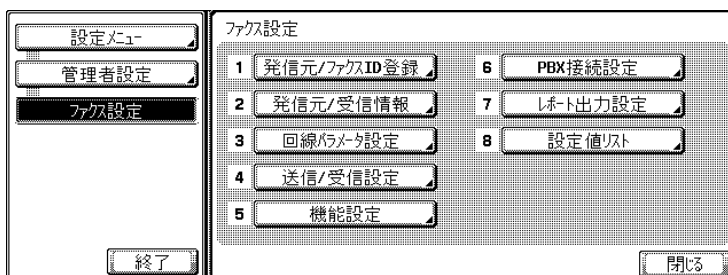 設定ﾒﾆｭｰ
管理者設定
ﾌｧｸｽ設定
終了
ﾌｧｸｽ設定
1 発信元/ﾌｧｸｽID登録
2 発信元/受信情報
3 回線ﾊﾟﾗﾒｰﾀ設定
4 送信/受信設定
5 機能設定
6 PBX接続設定
7 ﾚﾎﾟｰﾄ出力設定
8 設定値ﾘｽﾄ
閉じる